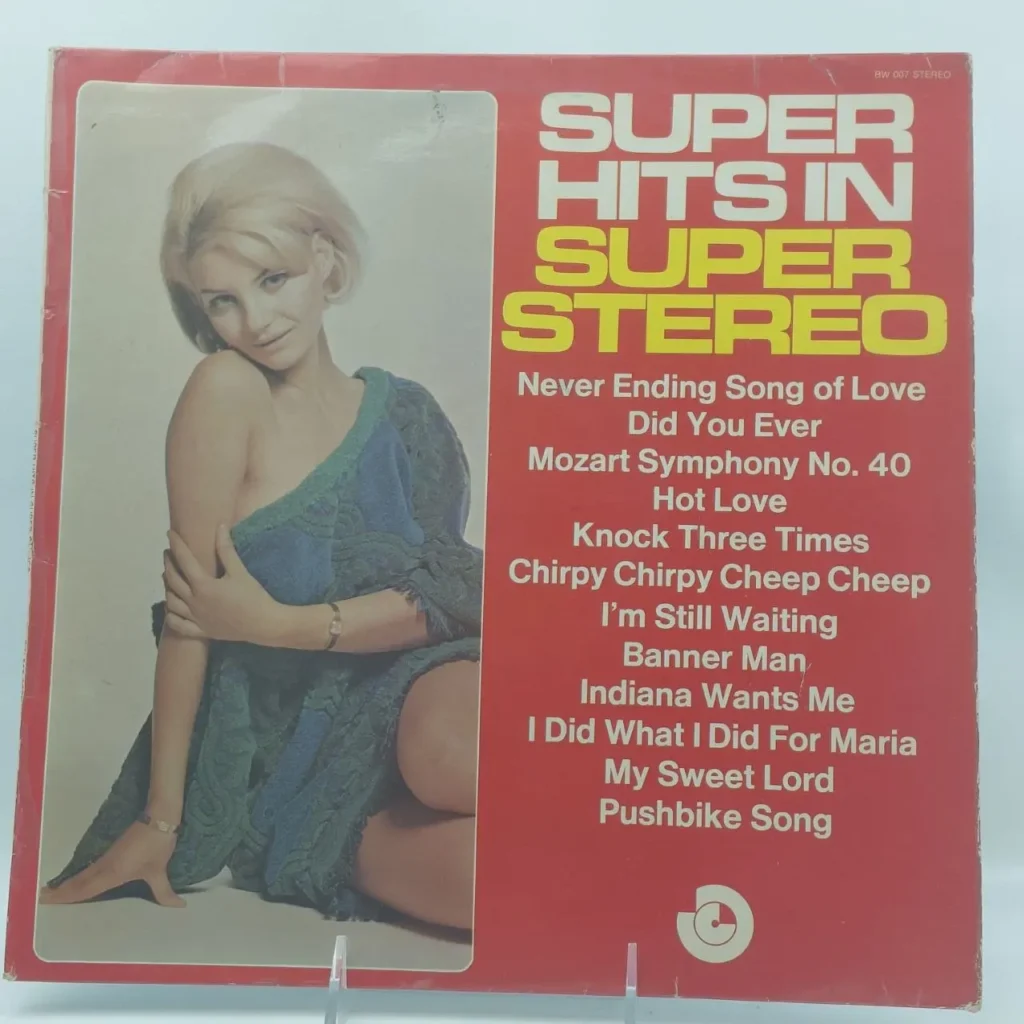 BW 007 STEREO
SUPER
HITS IN
SUPER
STEREO
Never Ending Song of Love
Did You Ever
Mozart Symphony No. 40
Hot Love
Knock Three Times
Chirpy Chirpy Cheep Cheep
I'm Still Waiting
Banner Man
Indiana Wants Me
I Did What I Did For Maria
My Sweet Lord
Pushbike Song